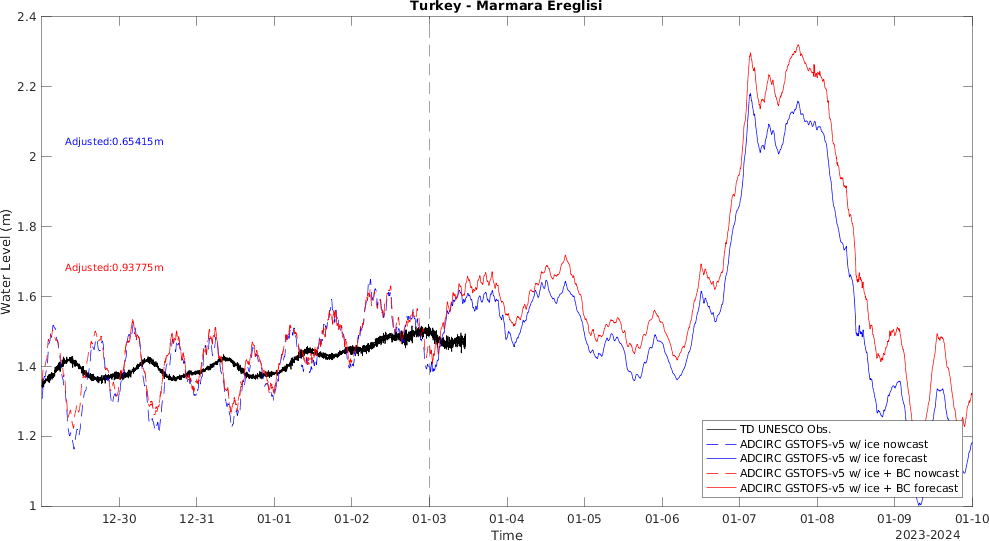 Turkey - Marmara Ereglisi
2.4
2.2
2
1.8
1.6
1.4
1.2
1
Water Level (m)
Adjusted:0.65415m
Adjusted:0.93775m
TD UNESCO Obs.
ADCIRC GSTOFS-v5 w/ ice nowcast
ADCIRC GSTOFS-v5 w/ ice forecast
ADCIRC GSTOFS-v5 w/ ice + BC nowcast
ADCIRC GSTOFS-v5 w/ ice + BC forecast
12-30 12-31 01-01 01-02 01-03 01-04 01-05 01-06 01-07 01-08 01-09 01-10
Time
2023-2024